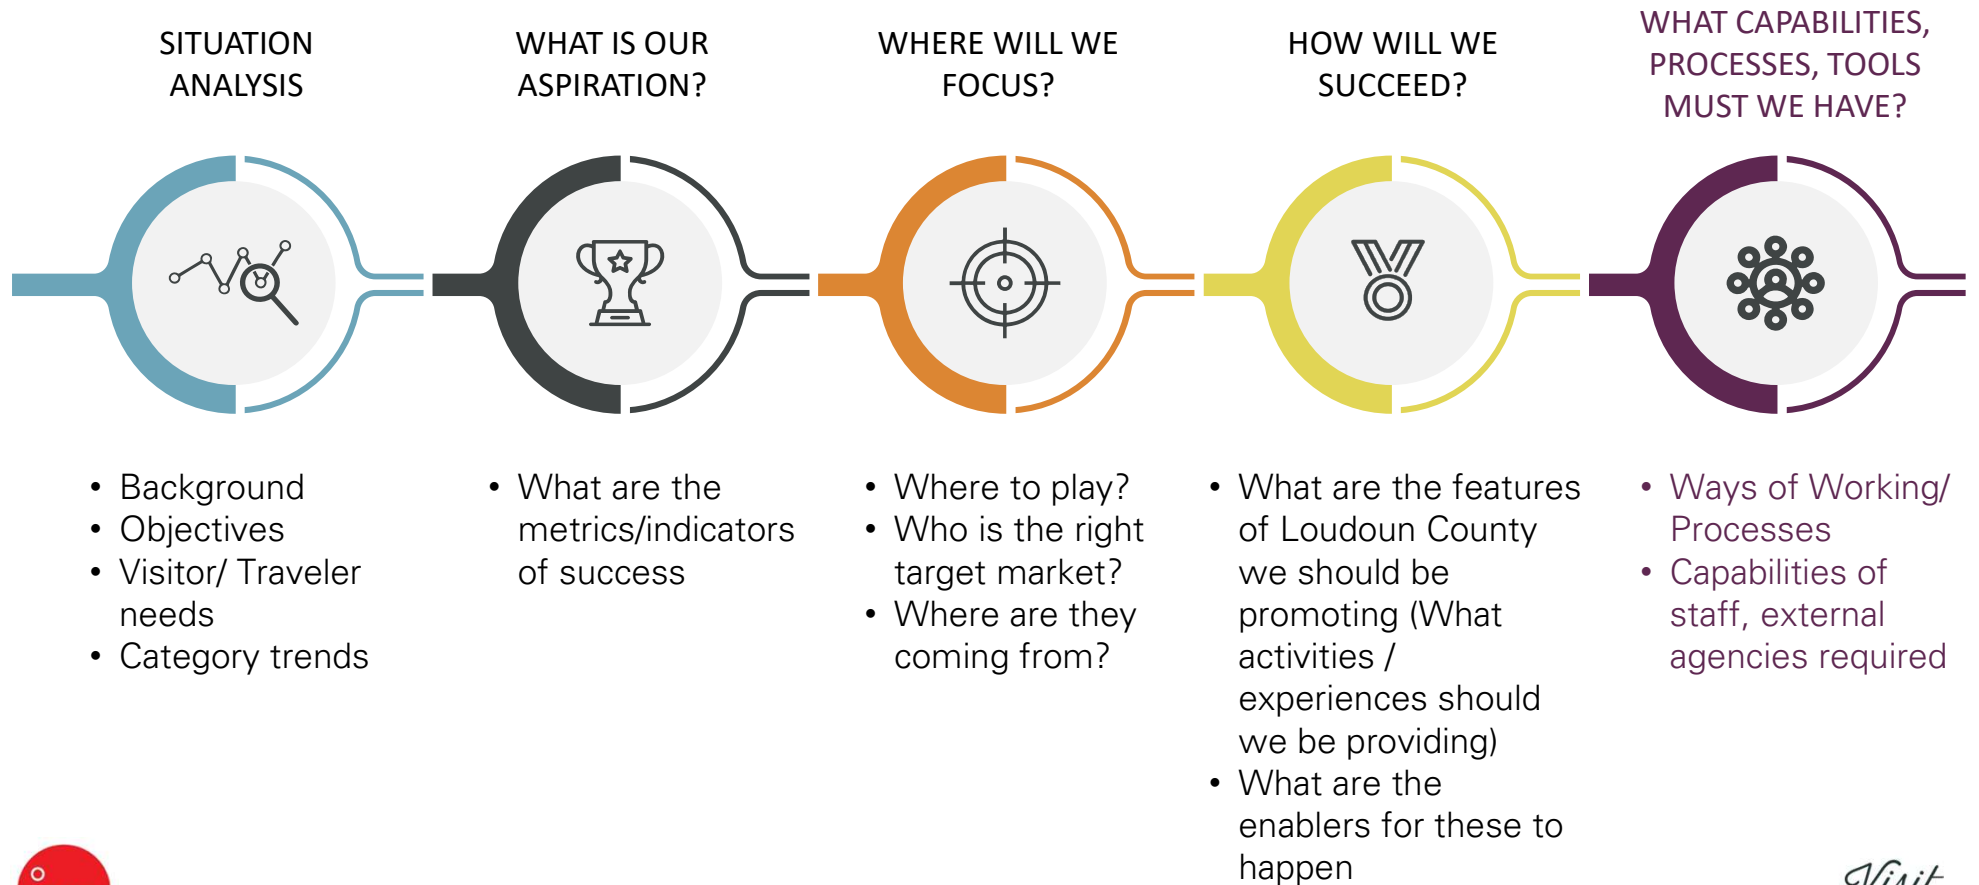 SITUATION
ANALYSIS
WHAT IS OUR
ASPIRATION?
WHERE WILL WE
FOCUS?
HOW WILL WE
SUCCEED?
WHAT CAPABILITIES,
PROCESSES, TOOLS
MUST WE HAVE?
• Background
• Objectives
• Visitor/ Traveler
needs
• Category trends
• What are the
metrics/indicators
of success
• Where to play?
• Who is the right
target market?
• Where are they
coming from?
• What are the features
of Loudoun County
we should be
promoting (What
activities /
experiences should
we be providing)
• What are the
enablers for these to
happen
• Ways of Working/
Processes
• Capabilities of
staff, external
agencies required
Visit